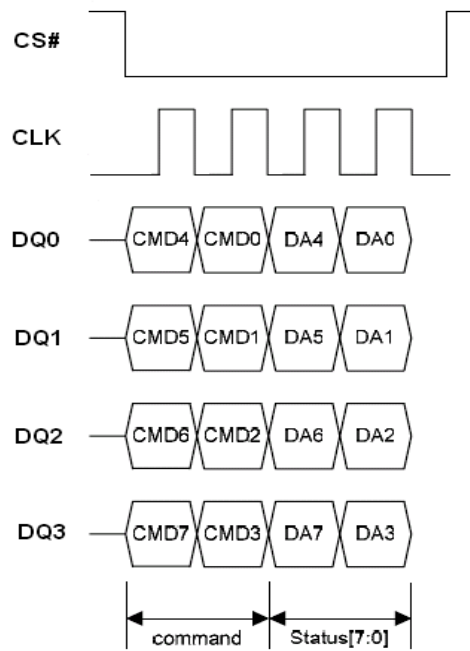 CS#
CLK
DQ0 CMD4 CMD0 DA4 DA0
DQ1 CMD5 CMD1 DA5 DA1
DQ2 CMD6 CMD2 DA6 DA2
DQ3 CMD7 CMD3 DA7 DA3
command Status[7:0]